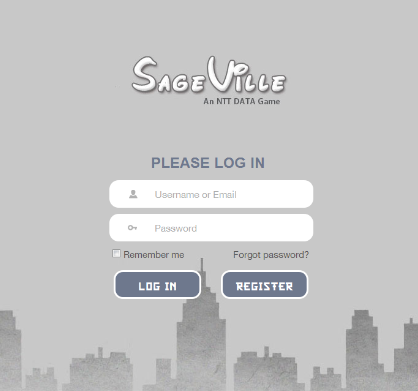 SageVille
An NTT DATA Game
PLEASE LOG IN
Username or Email
Password
Remember me Forgot password?
LOG IN REGISTER